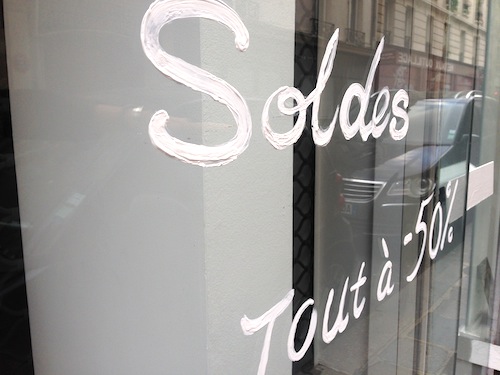 Soldes
Tout à -50%